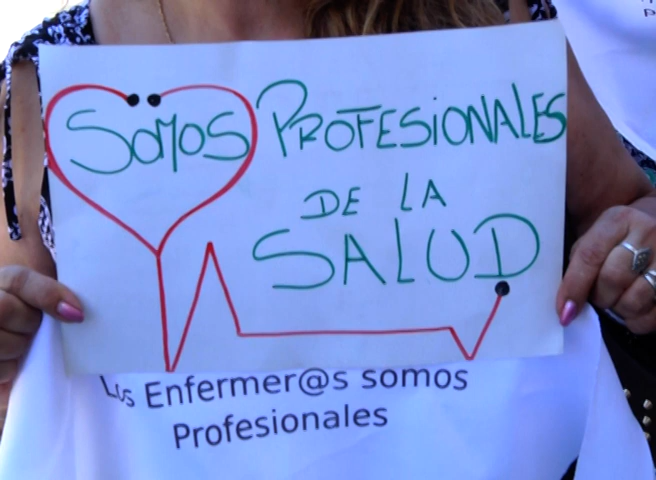 SOMOS PROFESIONALES
DE LA
SALUD
Los Enfermer@s somos
Profesionales